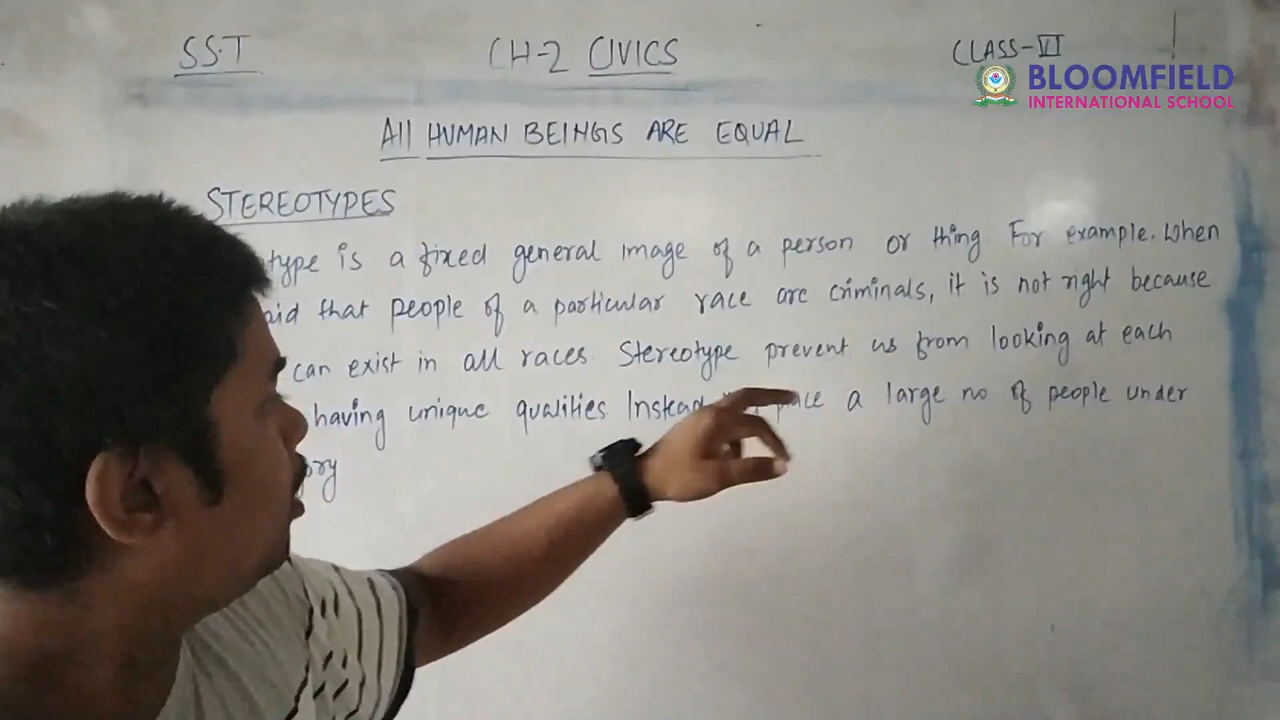 SS.T
CH-2 CIVICS
CLASS-VI
BLOOMFIELD
INTERNATIONAL SCHOOL
All HUMAN BEINGS ARE EQUAL
STEREOTYPES
type is a fixed general image of a person or thing For example. When
aid that people of a particular race are criminals, it is not right because
can exist in all races. Stereotype prevent us from looking at each
having unique qualities. Instead place a large no of people under
ory